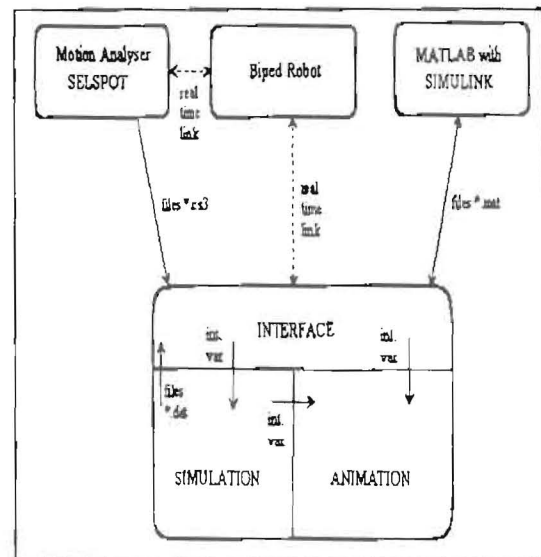 Motion Analyser
SELSPOT
Biped Robot
MATLAB with
SIMULINK
real
time
link
files *.rs3
real
time
link
files *.mat
INTERFACE
int.
var
int.
var
files
int.
var
SIMULATION
ANIMATION